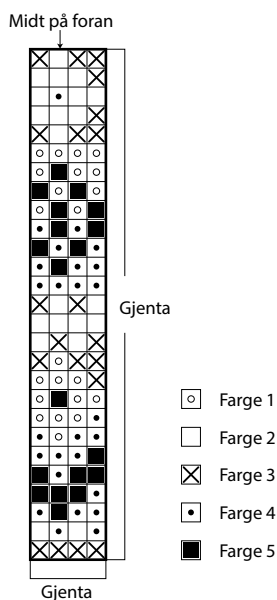 Midt på foran
Gjenta
Farge 1
Farge 2
Farge 3
Farge 4
Farge 5
Gjenta